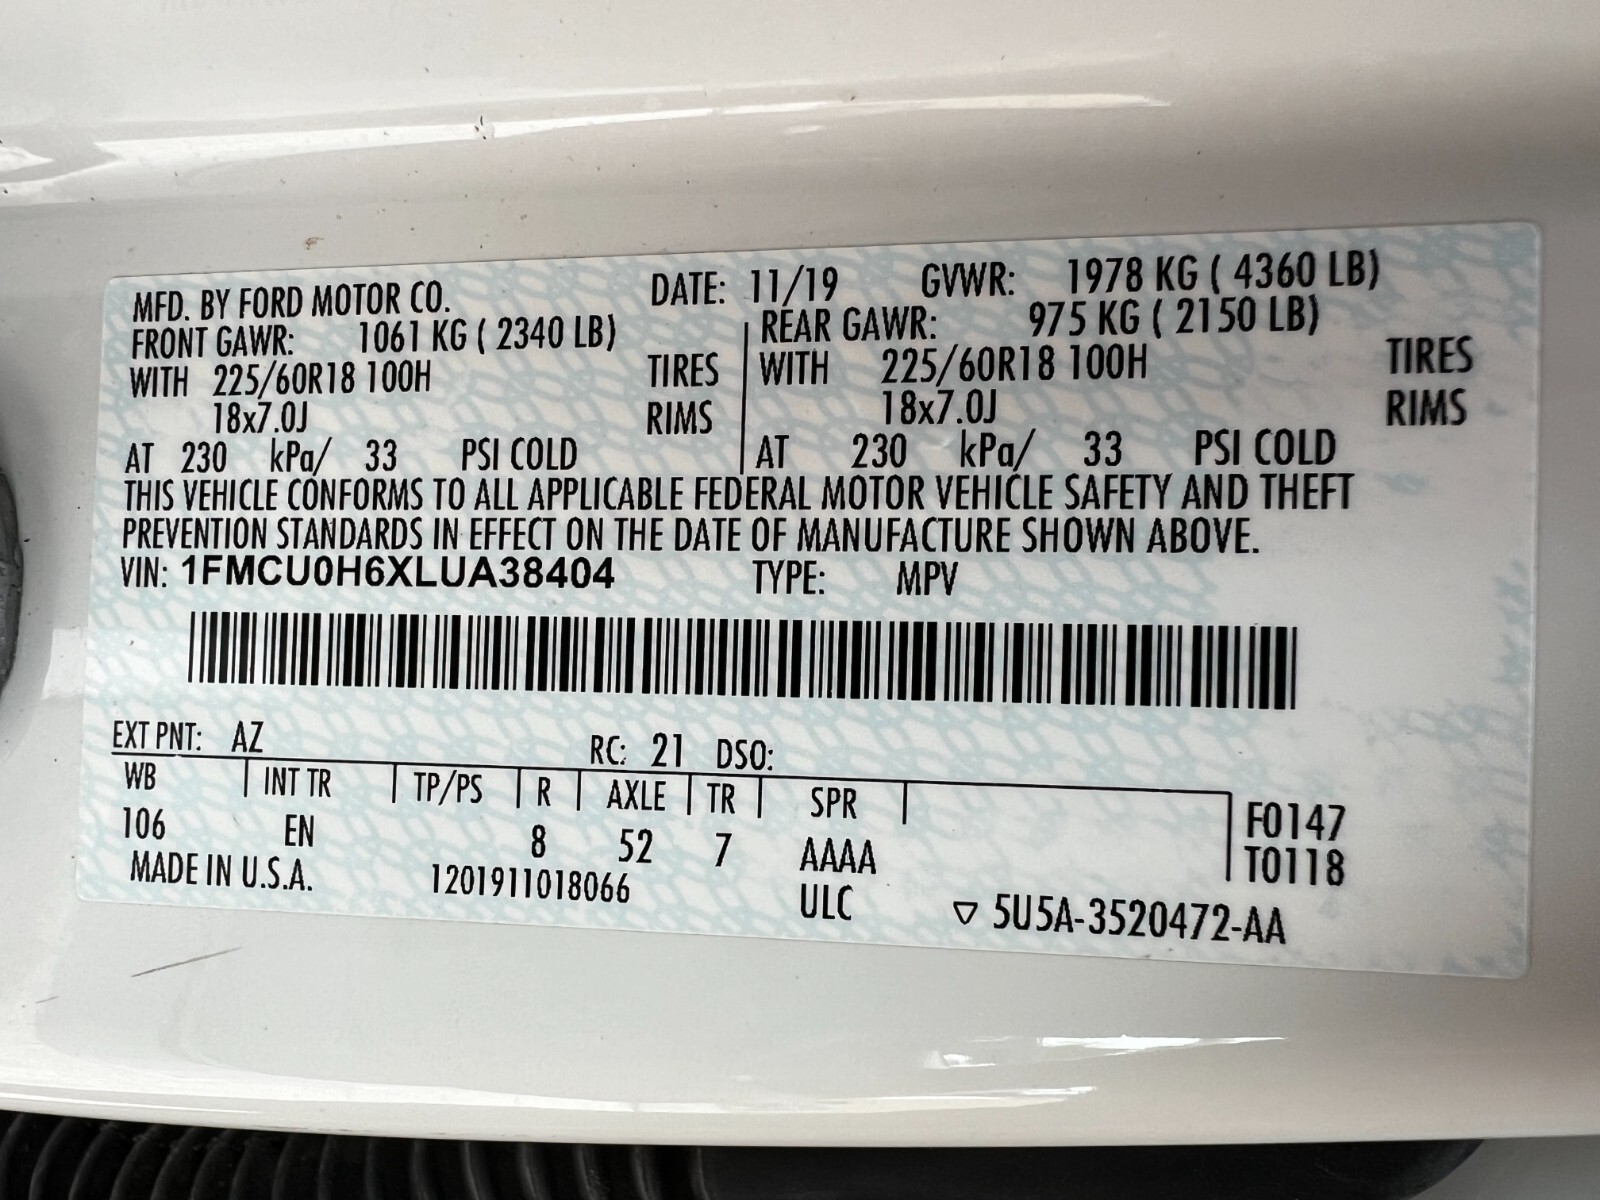 MFD. BY FORD MOTOR CO. DATE: 11/19 GVWR: 1978 KG ( 4360 LB)
FRONT GAWR: 1061 KG ( 2340 LB) REAR GAWR: 975 KG ( 2150 LB)
WITH 225/60R18 100H TIRES WITH 225/60R18 100H TIRES
18x7.0J RIMS 18x7.0J RIMS
AT 230 kPa/ 33 PSI COLD AT 230 kPa/ 33 PSI COLD
THIS VEHICLE CONFORMS TO ALL APPLICABLE FEDERAL MOTOR VEHICLE SAFETY AND THEFT
PREVENTION STANDARDS IN EFFECT ON THE DATE OF MANUFACTURE SHOWN ABOVE.
VIN: 1FMCU0H6XLUA38404 TYPE: MPV
EXT PNT: AZ RC: 21 DSO:
WB INT TR TP/PS R AXLE TR SPR F0147
106 EN 8 52 7 AAAA T0118
MADE IN U.S.A. 1201911018066 ULC ▽ 5U5A-3520472-AA